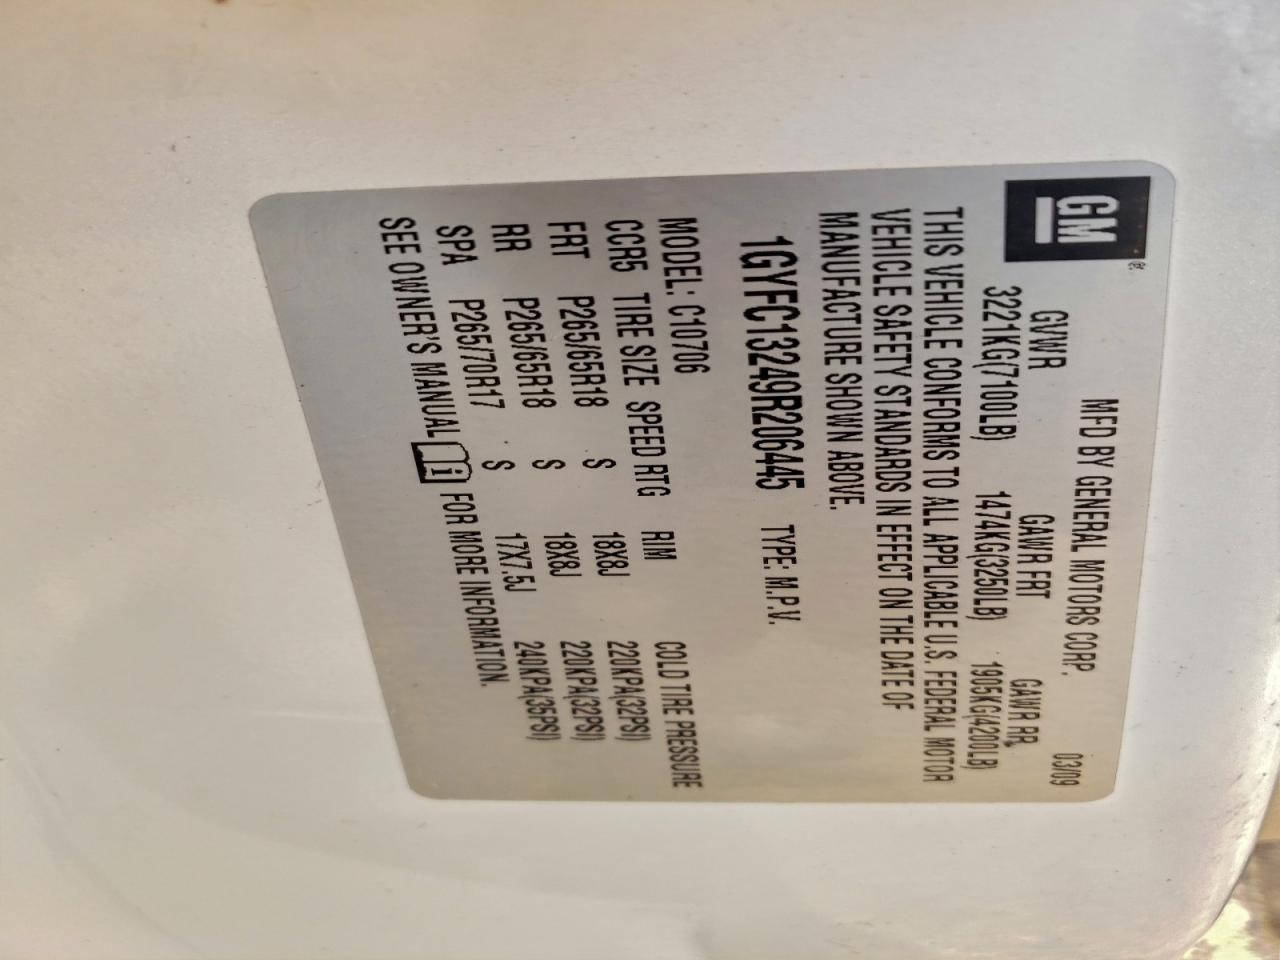 GM®
MFD BY GENERAL MOTORS CORP. 03/09
GVWR GAWR FRT GAWR RR
3221KG(7100LB) 1474KG(3250LB) 1905KG(4200LB)
THIS VEHICLE CONFORMS TO ALL APPLICABLE U.S. FEDERAL MOTOR
VEHICLE SAFETY STANDARDS IN EFFECT ON THE DATE OF
MANUFACTURE SHOWN ABOVE.
1GYFC13249R206445 TYPE: M.P.V.
MODEL: C10706
CCR5 TIRE SIZE SPEED RTG RIM COLD TIRE PRESSURE
FRT P265/65R18 S 18X8J 220KPA(32PSI)
RR P265/65R18 S 18X8J 220KPA(32PSI)
SPA P265/70R17 S 17X7.5J 240KPA(35PSI)
SEE OWNER'S MANUAL i FOR MORE INFORMATION.